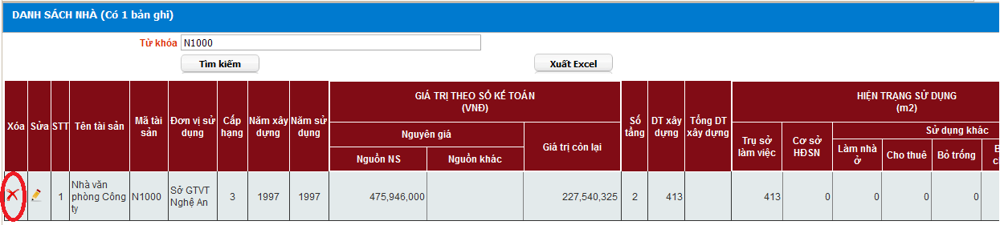 DANH SÁCH NHÀ (Có 1 bản ghi)
Từ khóa N1000
Tìm kiếm Xuất Excel
Xóa Sửa STT Tên tài sản Mã tài sản Đơn vị sử dụng Cấp hạng Năm xây dựng Năm sử dụng GIÁ TRỊ THEO SỔ KẾ TOÁN (VNĐ) Số tầng DT xây dựng Tổng DT xây dựng HIỆN TRẠNG SỬ DỤNG (m2)
Nguyên giá Giá trị còn lại Trụ sở làm việc Cơ sở HĐSN Sử dụng khác
Nguồn NS Nguồn khác Làm nhà ở Cho thuê Bỏ trống
1 Nhà văn phòng Công ty N1000 Sở GTVT Nghệ An 3 1997 1997 475,946,000 227,540,325 2 413 413 0 0 0 0